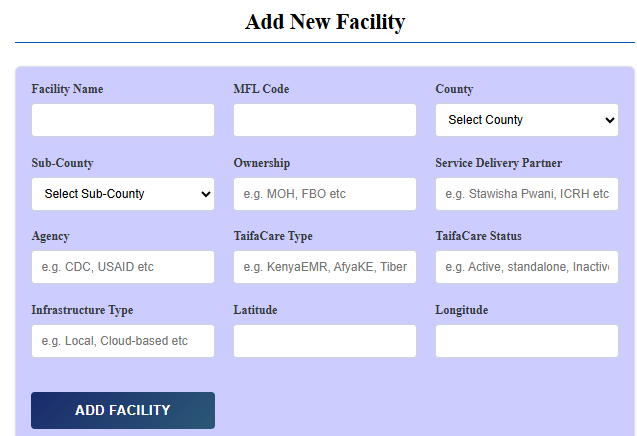 Add New Facility
Facility Name
MFL Code
County
Select County
Sub-County
Ownership
Service Delivery Partner
Select Sub-County
e.g. MOH, FBO etc
e.g. Stawisha Pwani, ICRH etc
Agency
TaifaCare Type
TaifaCare Status
e.g. CDC, USAID etc
e.g. KenyaEMR, AfyaKE, Tiber
e.g. Active, standalone, Inactive
Infrastructure Type
Latitude
Longitude
e.g. Local, Cloud-based etc
ADD FACILITY